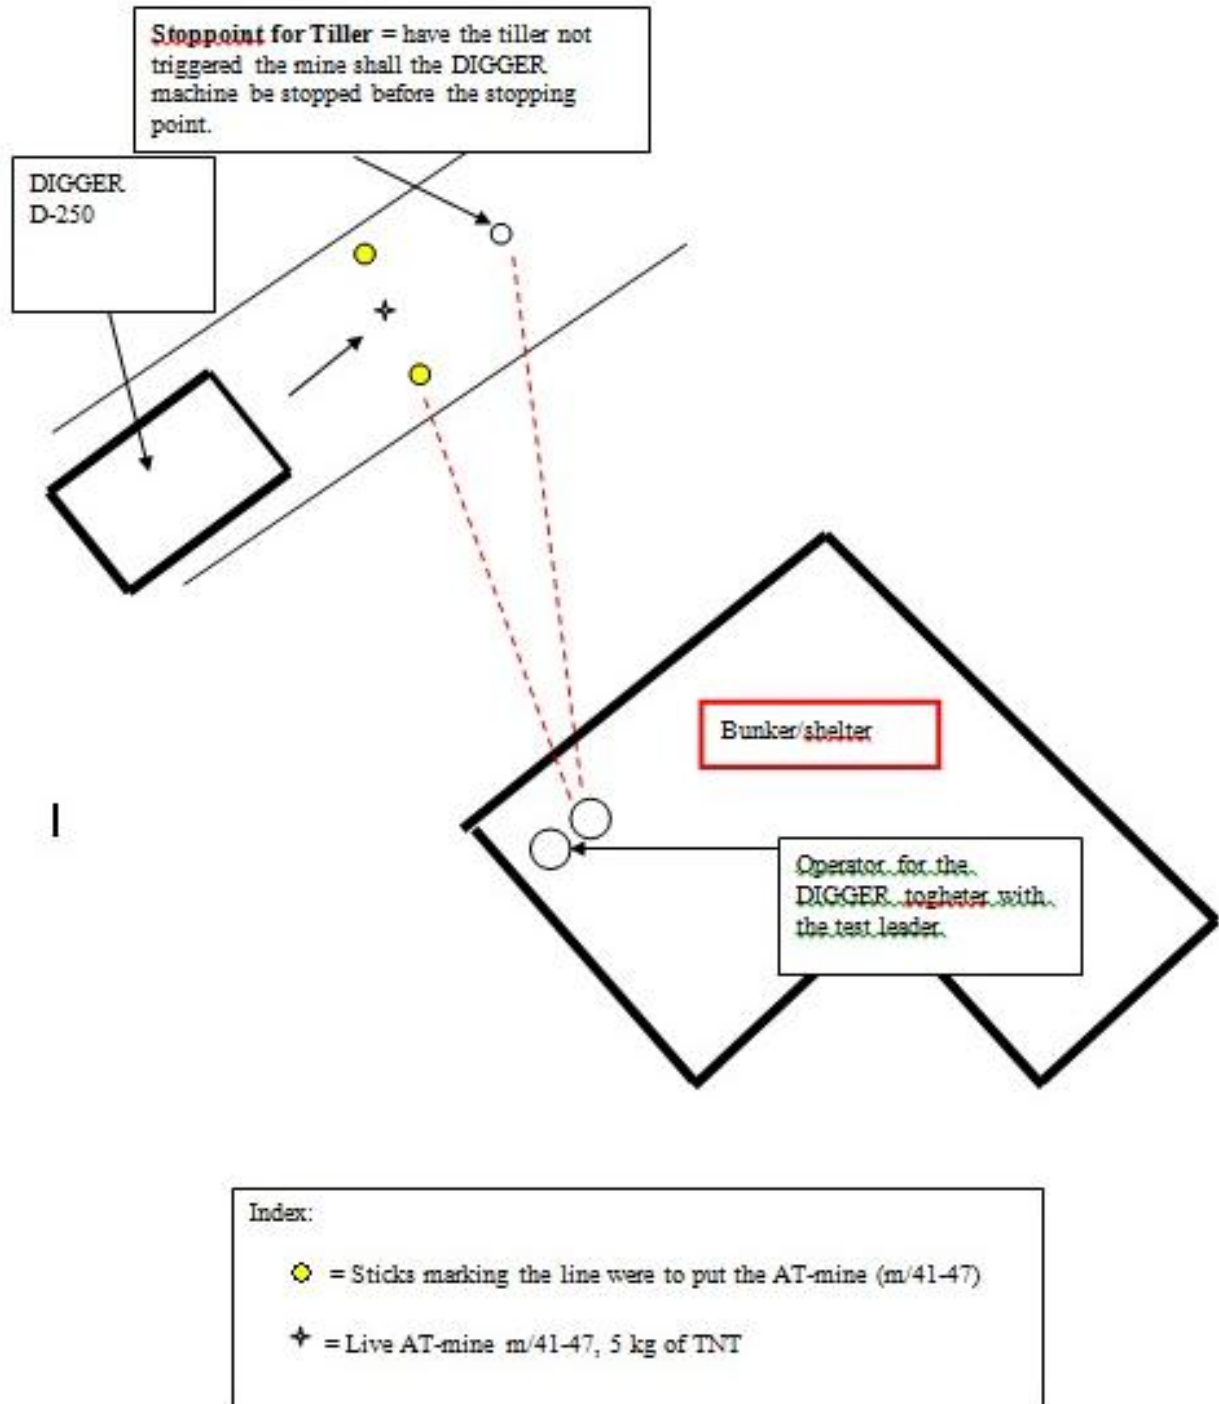 Stoppoint for Tiller = have the tiller not
triggered the mine shall the DIGGER
machine be stopped before the stopping
point.
DIGGER
D-250
Bunker/shelter
Operator for the
DIGGER togheter with
the test leader.
Index:
= Sticks marking the line were to put the AT-mine (m/41-47)
= Live AT-mine m/41-47, 5 kg of TNT